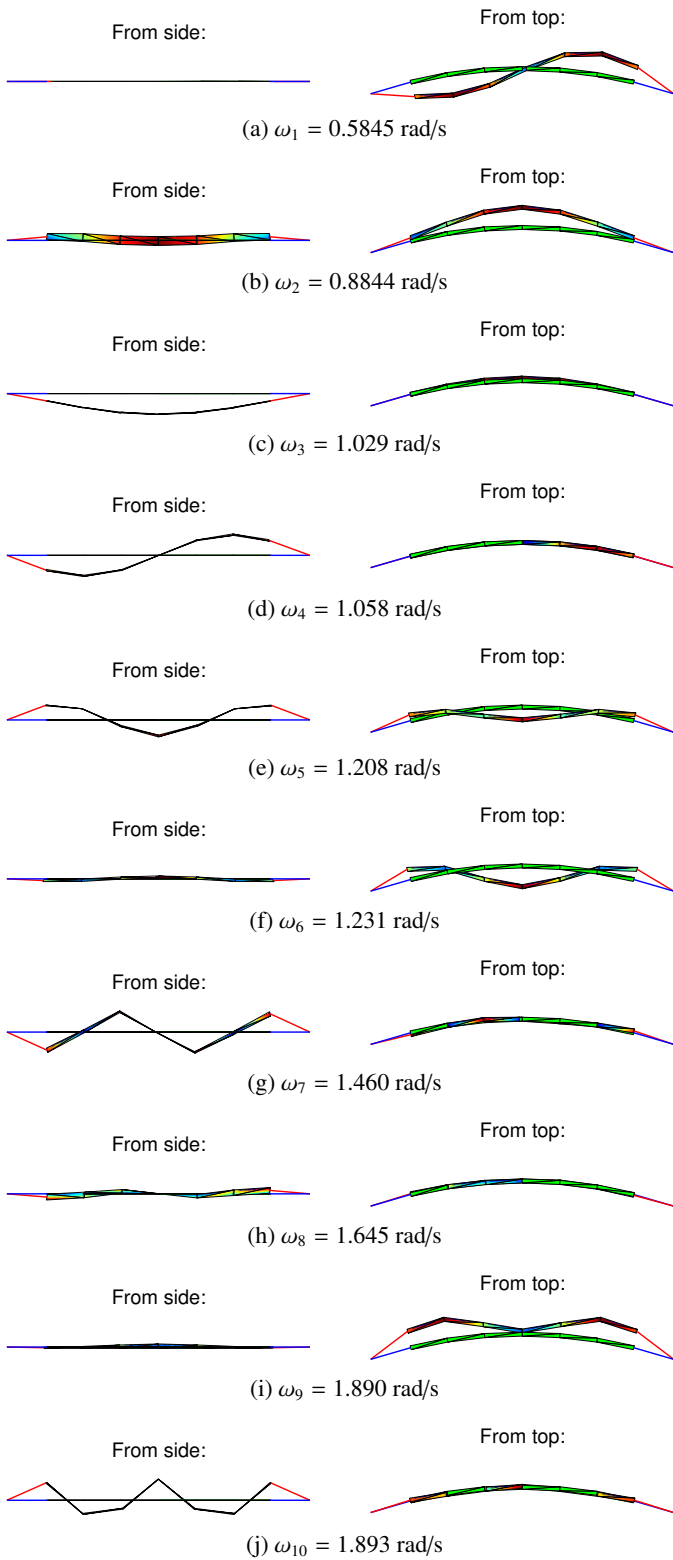 From side: From top:
(a) ω₁ = 0.5845 rad/s
From side: From top:
(b) ω₂ = 0.8844 rad/s
From side: From top:
(c) ω₃ = 1.029 rad/s
From side: From top:
(d) ω₄ = 1.058 rad/s
From side: From top:
(e) ω₅ = 1.208 rad/s
From side: From top:
(f) ω₆ = 1.231 rad/s
From side: From top:
(g) ω₇ = 1.460 rad/s
From side: From top:
(h) ω₈ = 1.645 rad/s
From side: From top:
(i) ω₉ = 1.890 rad/s
From side: From top:
(j) ω₁₀ = 1.893 rad/s